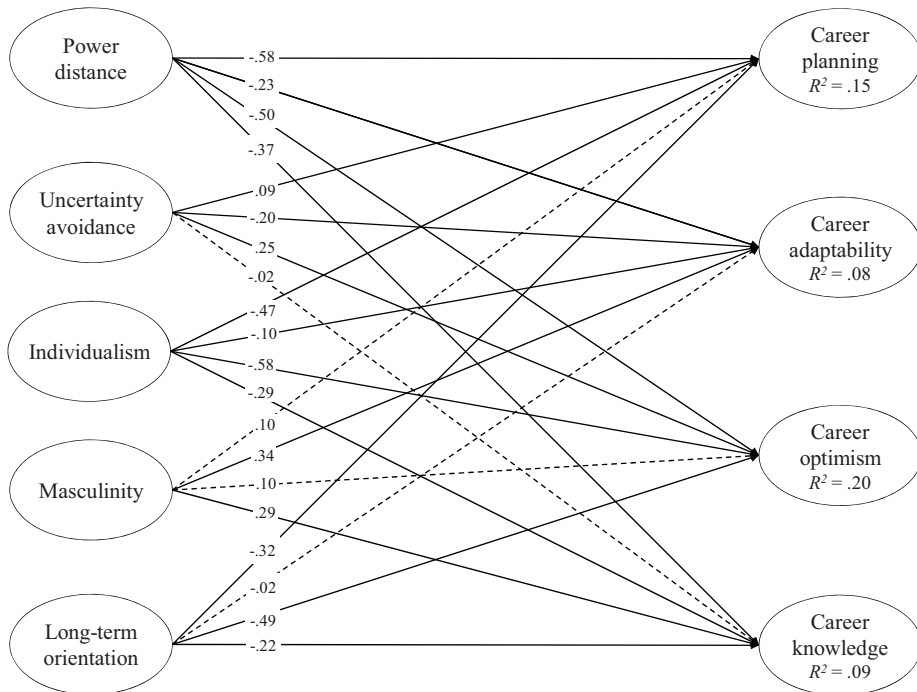 Power
distance
Uncertainty
avoidance
Individualism
Masculinity
Long-term
orientation
-.58
-.23
-.50
-.37
.09
-.20
.25
-.02
-.47
-.10
-.58
-.29
.10
.34
.10
.29
-.32
-.02
-.49
-.22
Career
planning
R² = .15
Career
adaptability
R² = .08
Career
optimism
R² = .20
Career
knowledge
R² = .09